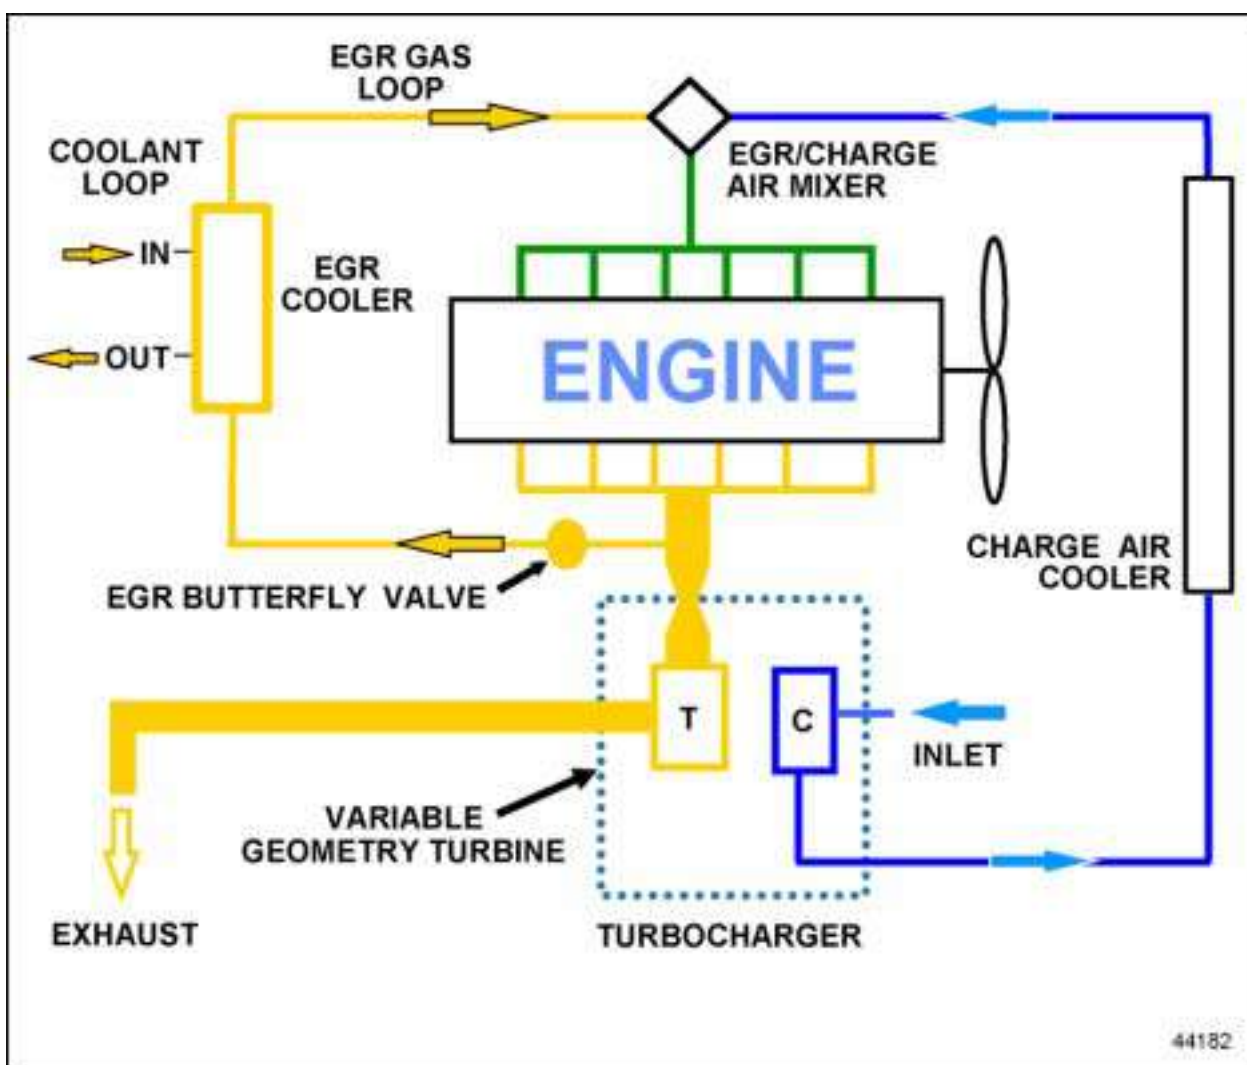 EGR GAS
LOOP
COOLANT
LOOP
IN
OUT
EGR
COOLER
EGR/CHARGE
AIR MIXER
ENGINE
CHARGE AIR
COOLER
EGR BUTTERFLY VALVE
T
C
INLET
VARIABLE
GEOMETRY TURBINE
EXHAUST
TURBOCHARGER
44182